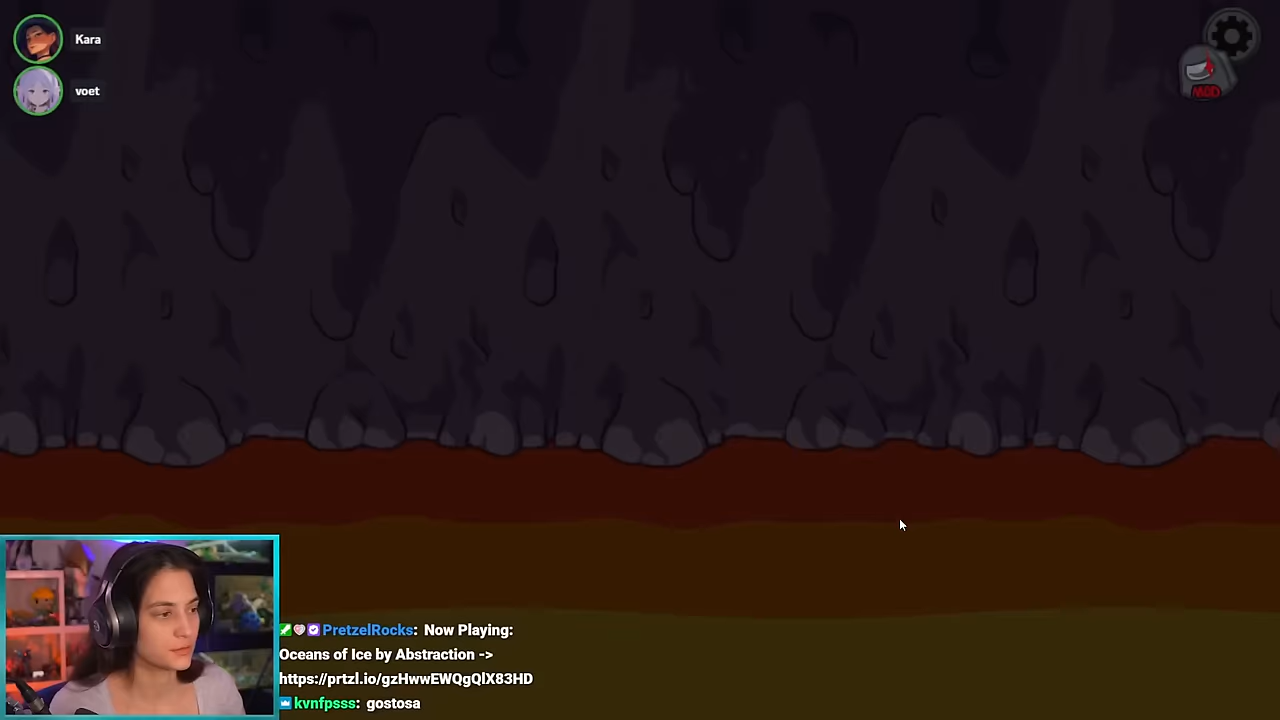 Kara
voet
MOD
PretzelRocks: Now Playing:
Oceans of Ice by Abstraction ->
https://prtzl.io/gzHwwEWQgQlX83HD
kvnfpsss: gostosa